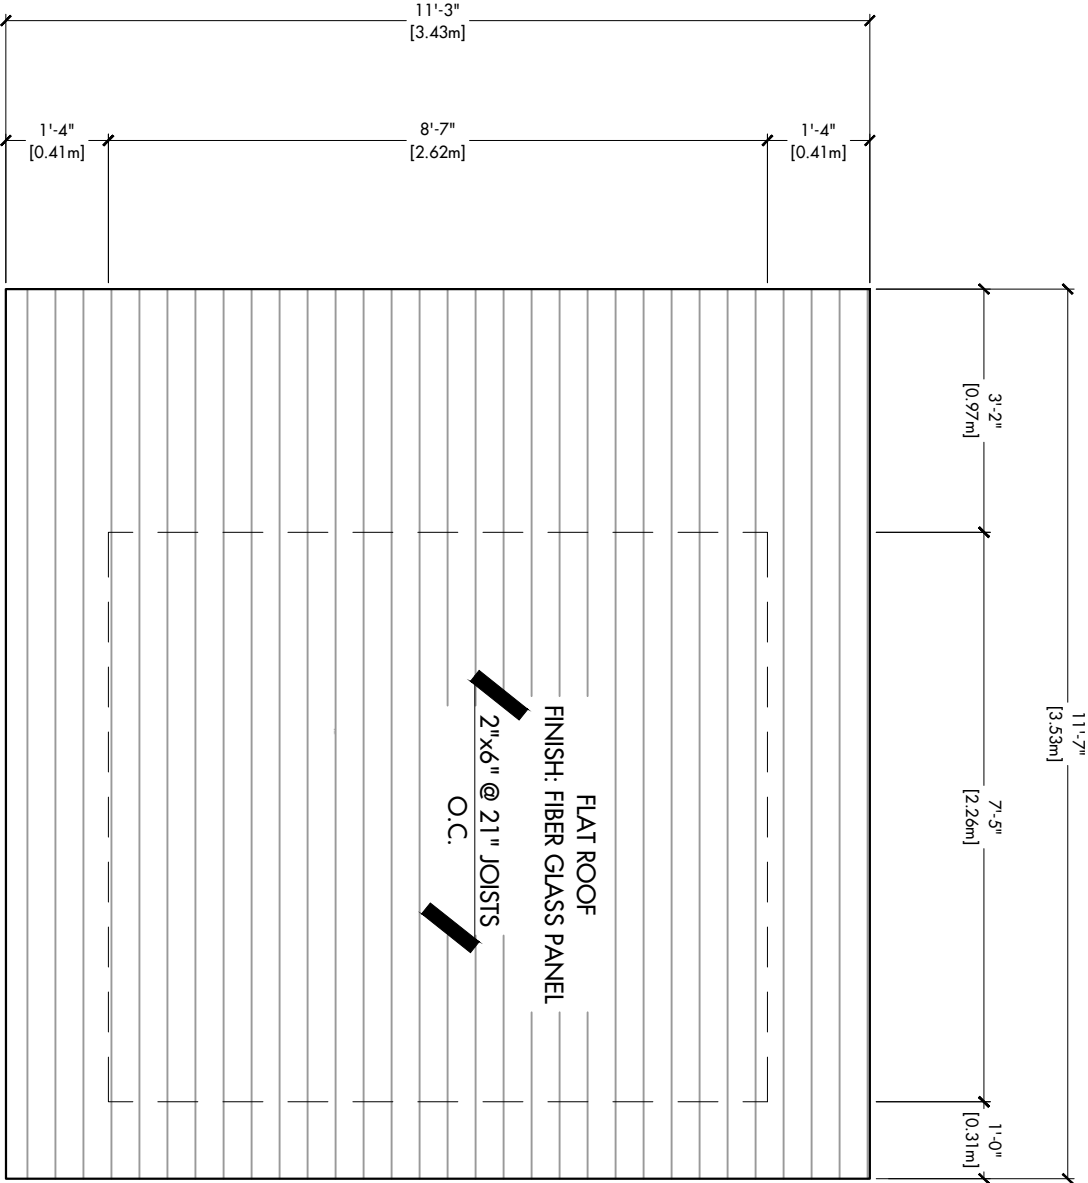 11'-3"
[3.43m]
1'-4"
[0.41m]
8'-7"
[2.62m]
1'-4"
[0.41m]
3'-2"
[0.97m]
11'-7"
[3.53m]
7'-5"
[2.26m]
1'-0"
[0.31m]
FLAT ROOF
FINISH: FIBER GLASS PANEL
2"x6" @ 21" JOISTS
O.C.